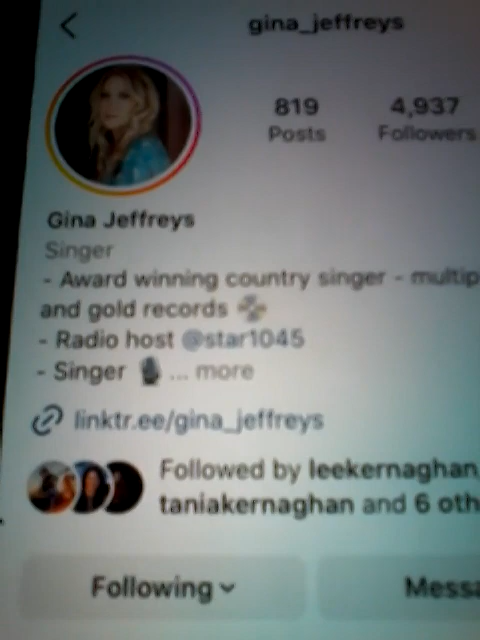 gina_jeffreys
819
4,937
Posts
Followers
Gina Jeffreys
Singer
- Award winning country singer - multip
and gold records
- Radio host @star1045
- Singer 🎙️ ... more
linktr.ee/gina_jeffreys
Followed by leekernaghan,
taniakernaghan and 6 oth
Following
Messa